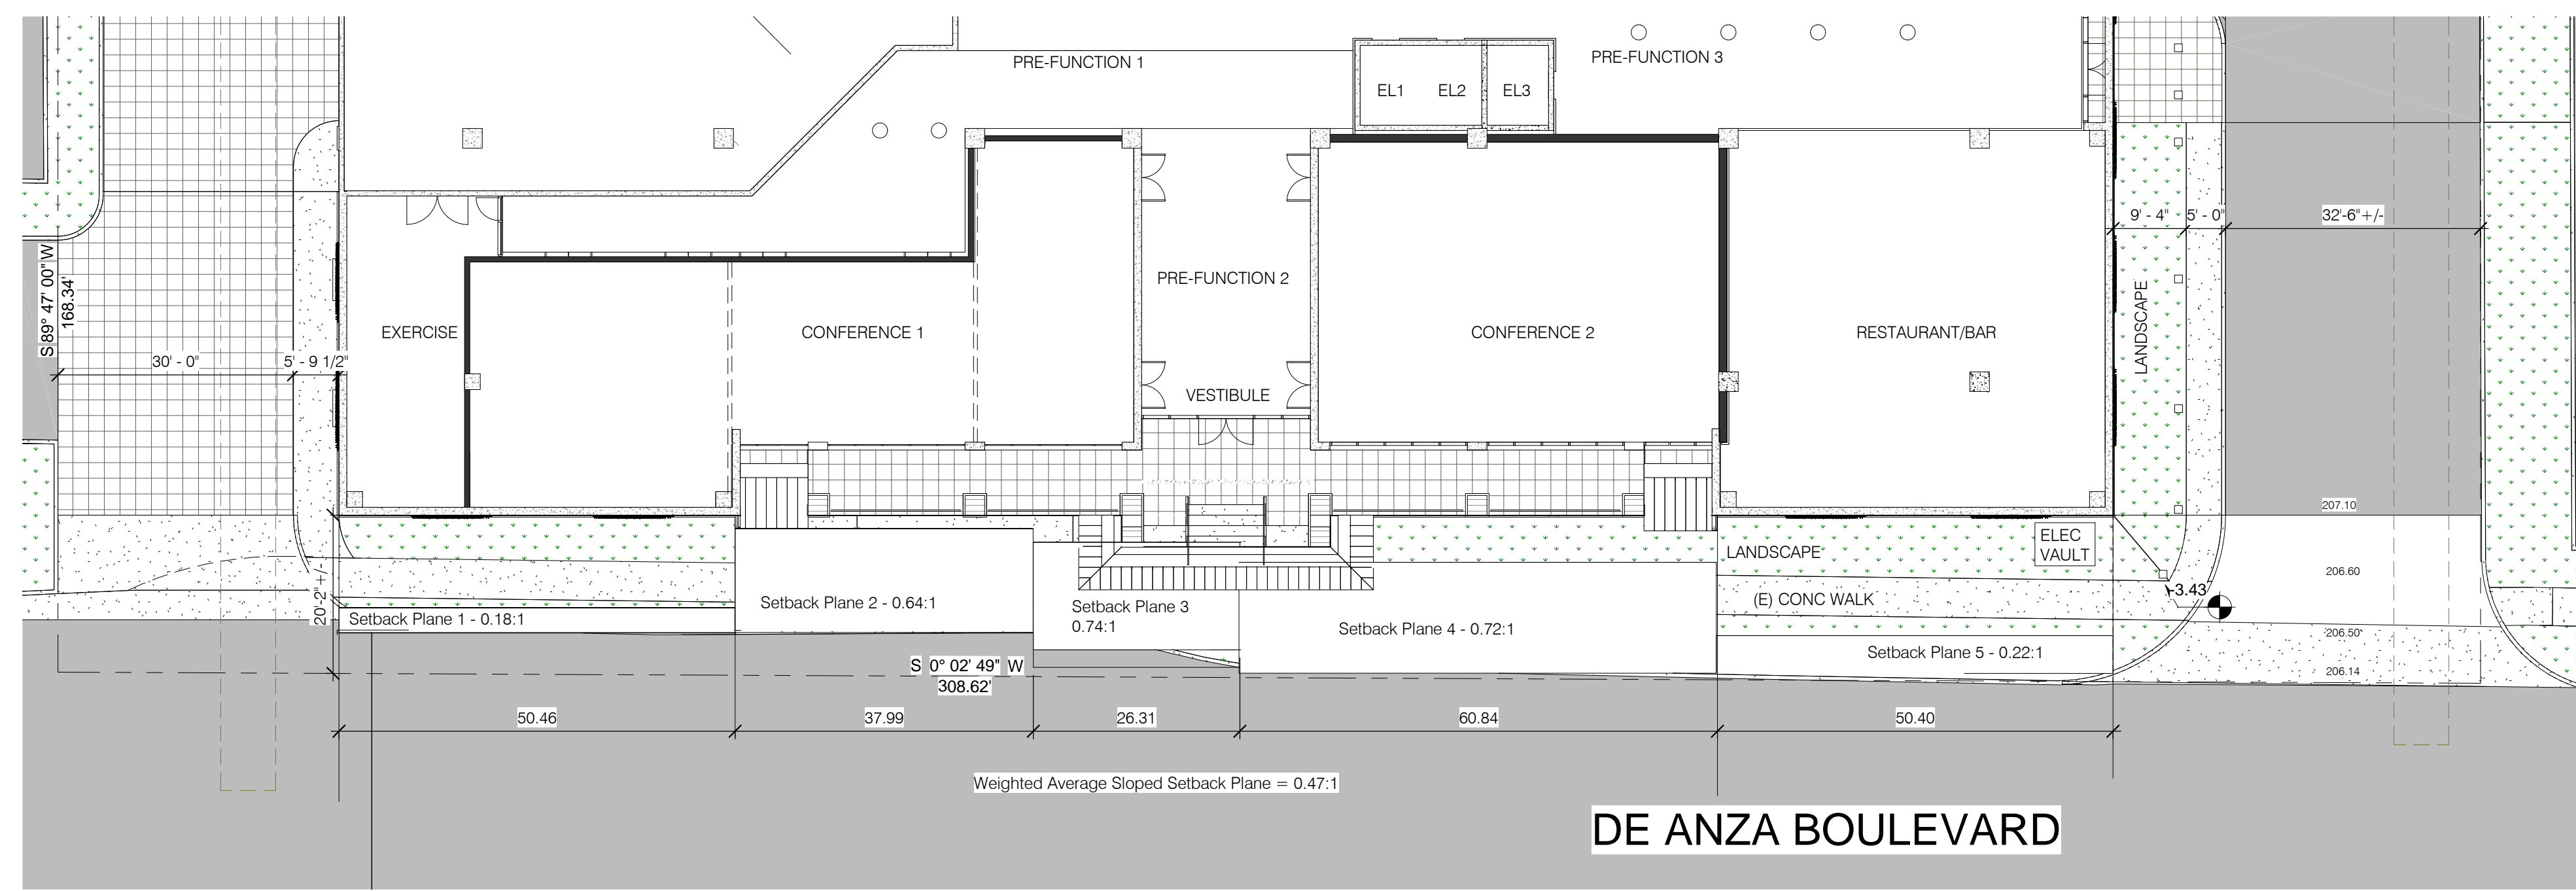 PRE-FUNCTION 1
PRE-FUNCTION 3
EL1
EL2
EL3
9' - 4"
5' - 0"
32'-6"+/-
S 89° 47' 00" W
168.34'
PRE-FUNCTION 2
LANDSCAPE
EXERCISE
CONFERENCE 1
CONFERENCE 2
RESTAURANT/BAR
30' - 0"
5' - 9 1/2"
VESTIBULE
207.10
ELEC
VAULT
LANDSCAPE
206.60
-3.43
20'-2"+/-
Setback Plane 1 - 0.18:1
Setback Plane 2 - 0.64:1
Setback Plane 3
0.74:1
Setback Plane 4 - 0.72:1
(E) CONC WALK
206.50
Setback Plane 5 - 0.22:1
206.14
S 0° 02' 49" W
308.62'
50.46
37.99
26.31
60.84
50.40
Weighted Average Sloped Setback Plane = 0.47:1
DE ANZA BOULEVARD